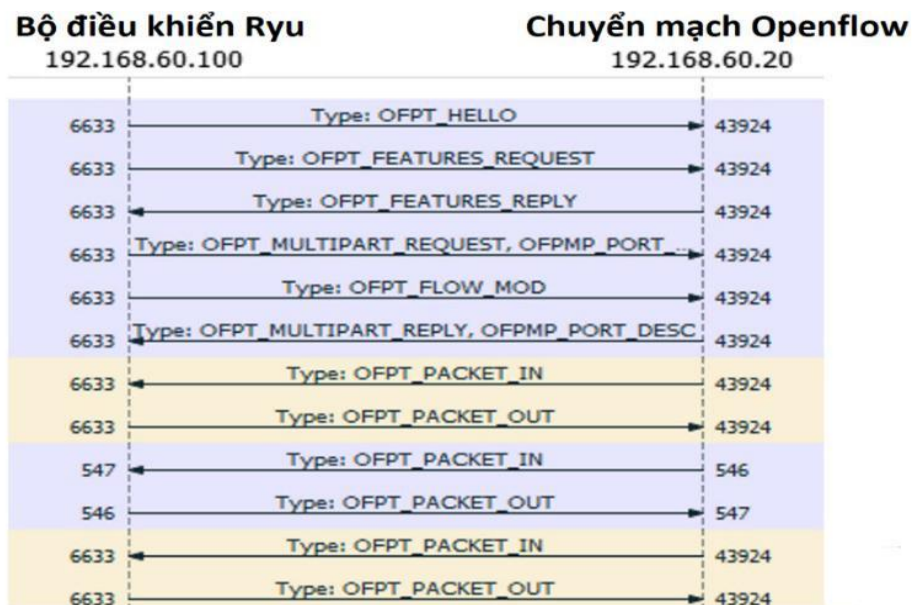 Bộ điều khiển Ryu Chuyển mạch Openflow
192.168.60.100 192.168.60.20
6633 Type: OFPT_HELLO 43924
6633 Type: OFPT_FEATURES_REQUEST 43924
6633 Type: OFPT_FEATURES_REPLY 43924
6633 Type: OFPT_MULTIPART_REQUEST, OFPMP_PORT_... 43924
6633 Type: OFPT_FLOW_MOD 43924
6633 Type: OFPT_MULTIPART_REPLY, OFPMP_PORT_DESC 43924
6633 Type: OFPT_PACKET_IN 43924
6633 Type: OFPT_PACKET_OUT 43924
547 Type: OFPT_PACKET_IN 546
546 Type: OFPT_PACKET_OUT 547
6633 Type: OFPT_PACKET_IN 43924
6633 Type: OFPT_PACKET_OUT 43924